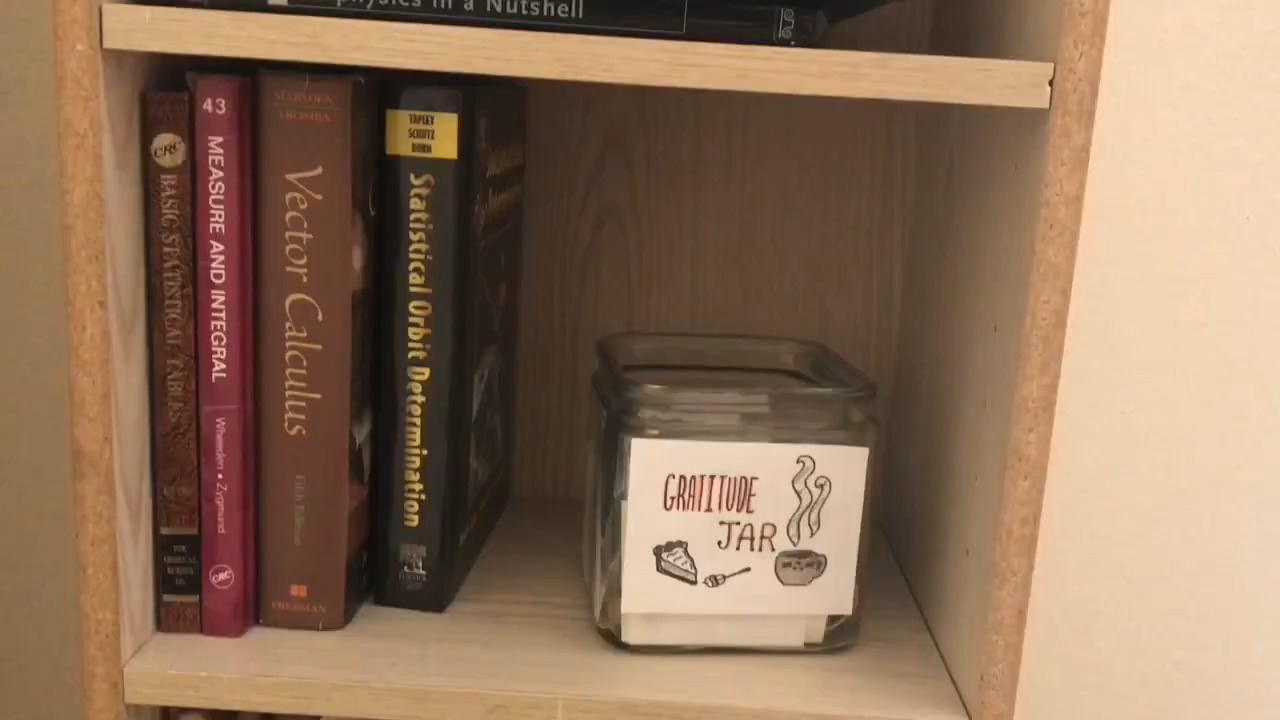 Physics in a Nutshell
CRC
BASIC STATISTICAL TABLES
43
MEASURE AND INTEGRAL
Wheeden • Zygmund
CRC
MARSDEN
TROMBA
Vector Calculus
Fifth Edition
FREEMAN
TAPLEY
SCHUTZ
BORN
Statistical Orbit Determination
GRATITUDE
JAR